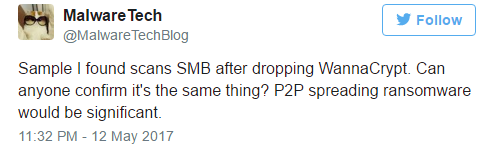 MalwareTech
@MalwareTechBlog
Follow
Sample I found scans SMB after dropping WannaCrypt. Can
anyone confirm it's the same thing? P2P spreading ransomware
would be significant.
11:32 PM - 12 May 2017